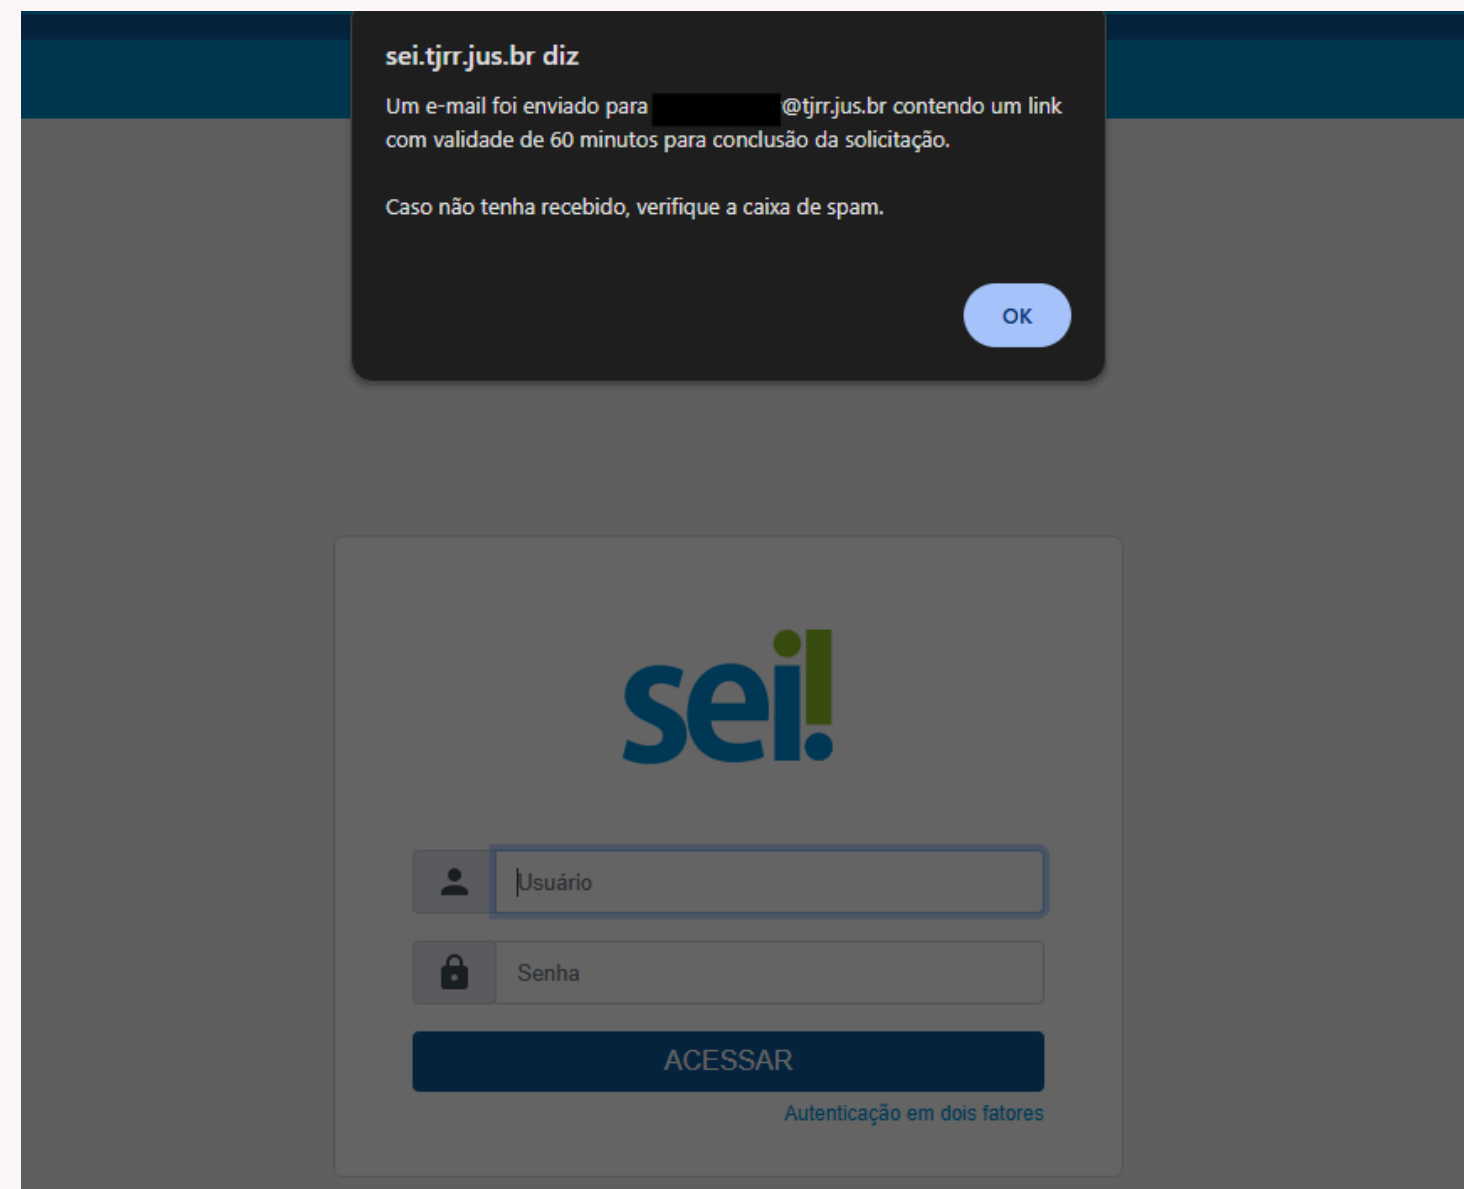 sei.tjrr.jus.br diz
Um e-mail foi enviado para @tjrr.jus.br contendo um link
com validade de 60 minutos para conclusão da solicitação.
Caso não tenha recebido, verifique a caixa de spam.
OK
sei!
Usuário
Senha
ACESSAR
Autenticação em dois fatores